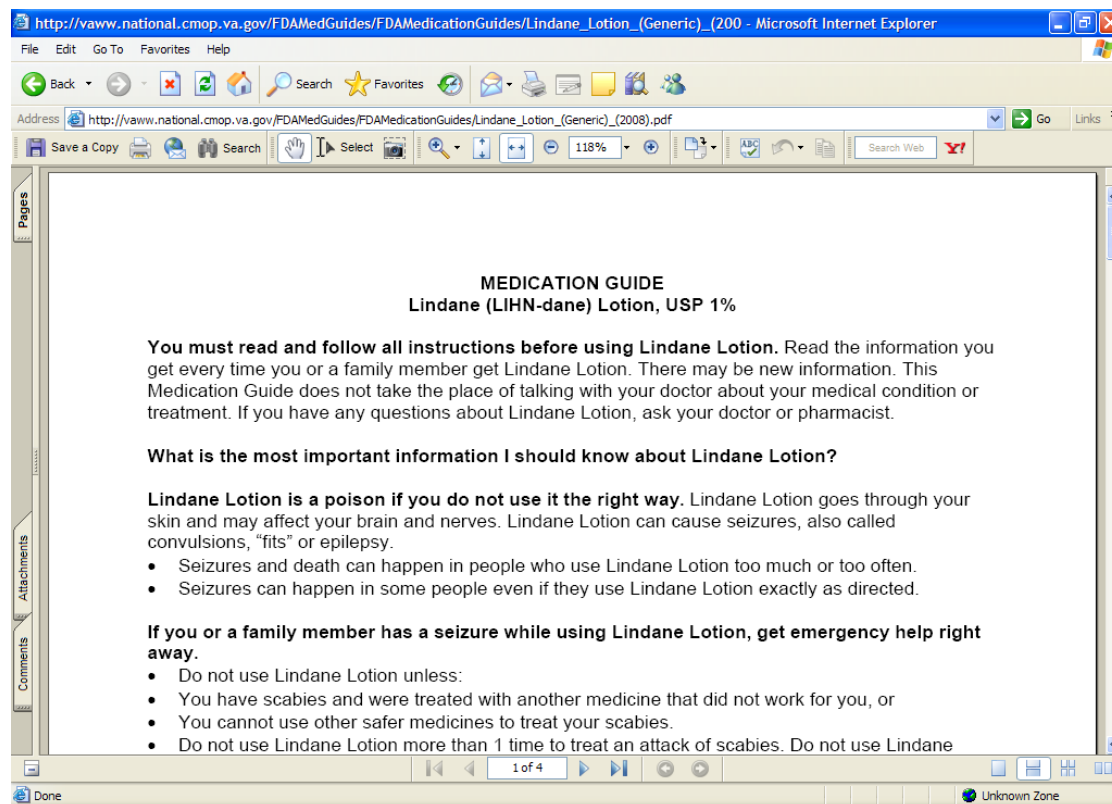 http://vaww.national.cmop.va.gov/FDAMedGuides/FDAMedicationGuides/Lindane_Lotion_(Generic)_(200 - Microsoft Internet Explorer
File Edit Go To Favorites Help
Back Search Favorites
Address http://vaww.national.cmop.va.gov/FDAMedGuides/FDAMedicationGuides/Lindane_Lotion_(Generic)_(2008).pdf Go Links
Save a Copy Search Select 118% ABC Search Web Y!
Pages
MEDICATION GUIDE
Lindane (LIHN-dane) Lotion, USP 1%
You must read and follow all instructions before using Lindane Lotion. Read the information you
get every time you or a family member get Lindane Lotion. There may be new information. This
Medication Guide does not take the place of talking with your doctor about your medical condition or
treatment. If you have any questions about Lindane Lotion, ask your doctor or pharmacist.
What is the most important information I should know about Lindane Lotion?
Lindane Lotion is a poison if you do not use it the right way. Lindane Lotion goes through your
skin and may affect your brain and nerves. Lindane Lotion can cause seizures, also called
convulsions, “fits” or epilepsy.
• Seizures and death can happen in people who use Lindane Lotion too much or too often.
• Seizures can happen in some people even if they use Lindane Lotion exactly as directed.
Attachments
If you or a family member has a seizure while using Lindane Lotion, get emergency help right
away.
• Do not use Lindane Lotion unless:
• You have scabies and were treated with another medicine that did not work for you, or
• You cannot use other safer medicines to treat your scabies.
• Do not use Lindane Lotion more than 1 time to treat an attack of scabies. Do not use Lindane
Comments
1 of 4
Done Unknown Zone